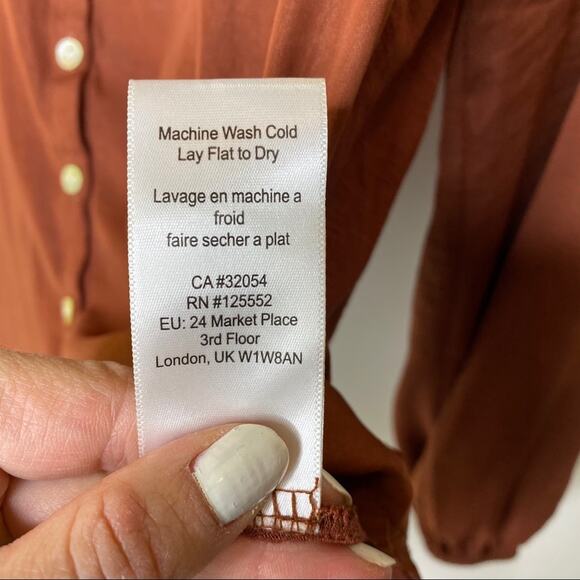 Machine Wash Cold
Lay Flat to Dry
Lavage en machine a
froid
faire secher a plat
CA #32054
RN #125552
EU: 24 Market Place
3rd Floor
London, UK W1W8AN